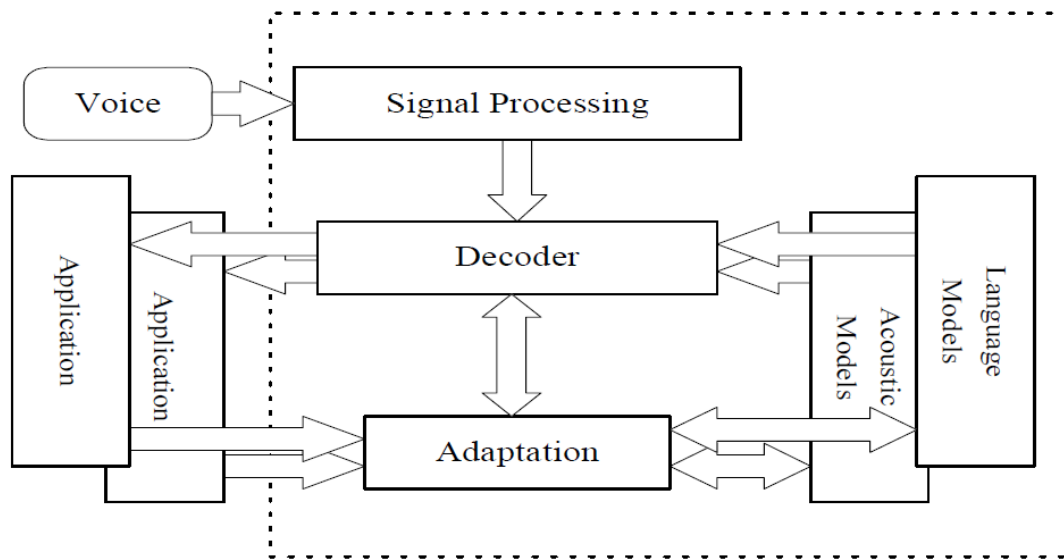 Voice
Signal Processing
Application
Application
Decoder
Acoustic
Models
Language
Models
Adaptation